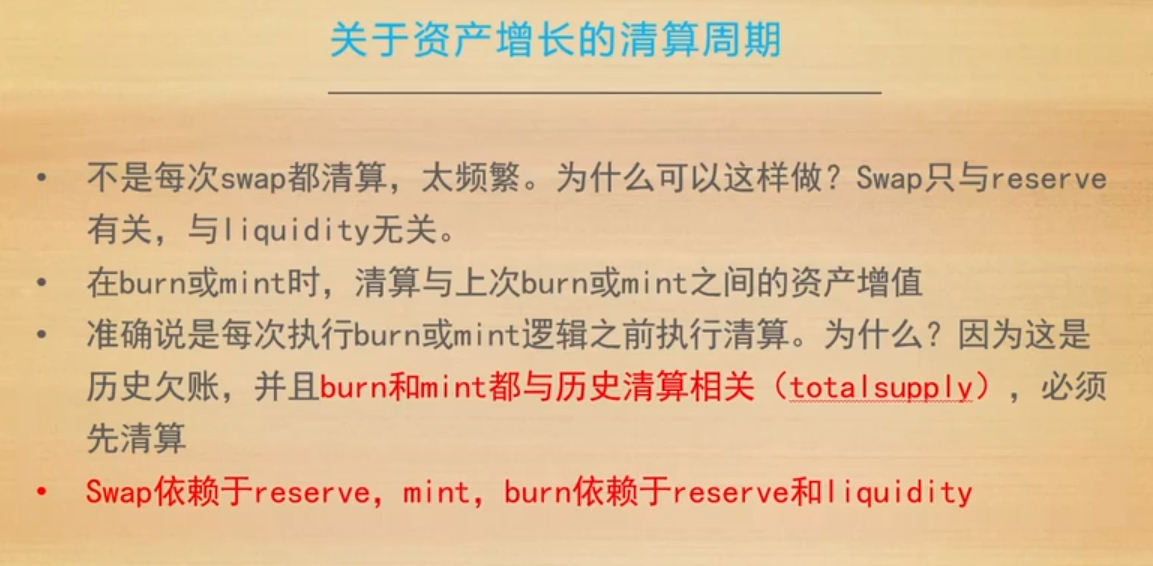 关于资产增长的清算周期
• 不是每次swap都清算，太频繁。为什么可以这样做？Swap只与reserve
有关，与liquidity无关。
• 在burn或mint时，清算与上次burn或mint之间的资产增值
• 准确说是每次执行burn或mint逻辑之前执行清算。为什么？因为这是
历史欠账，并且burn和mint都与历史清算相关（totalsupply），必须
先清算
• Swap依赖于reserve，mint，burn依赖于reserve和liquidity